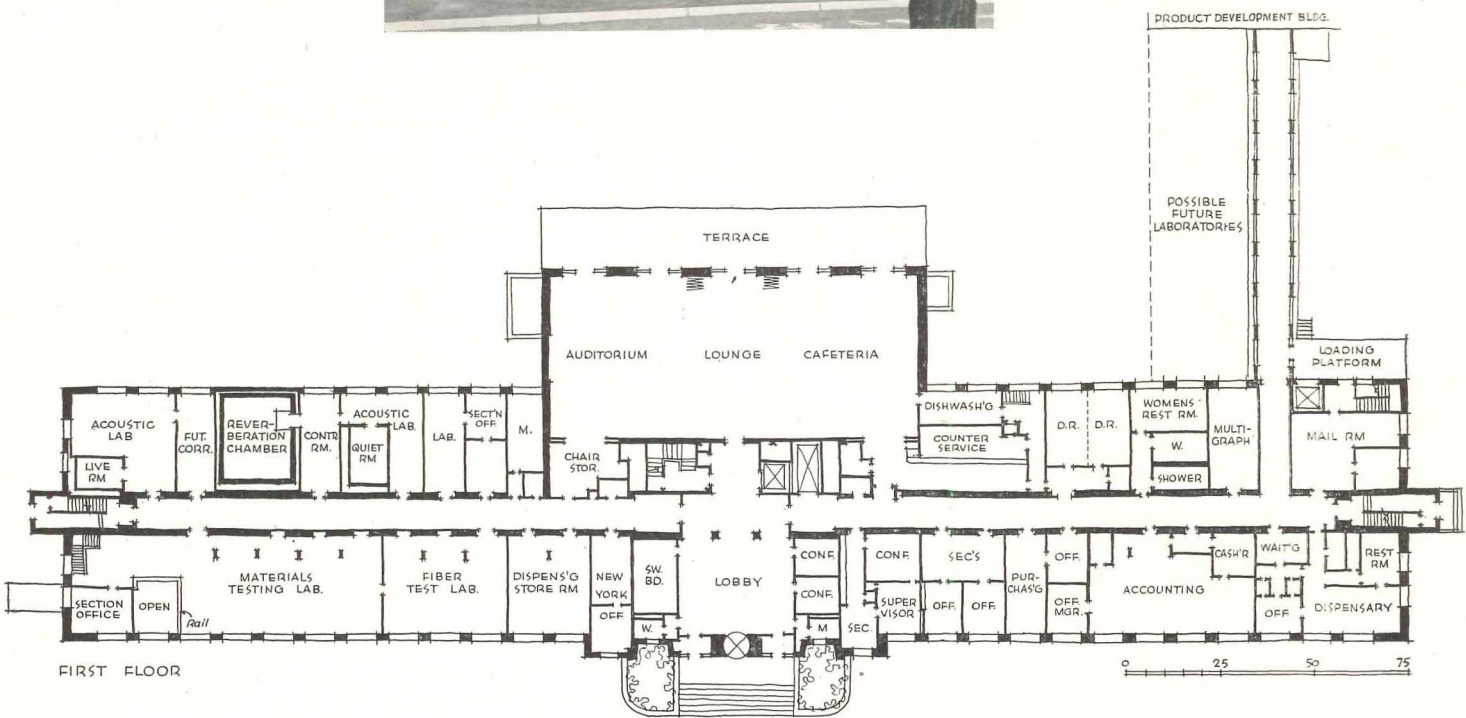 PRODUCT DEVELOPMENT BLDG.
POSSIBLE
FUTURE
LABORATORIES
TERRACE
AUDITORIUM
LOUNGE
CAFETERIA
LOADING
PLATFORM
ACOUSTIC
LAB
LIVE
RM
FUT.
CORR.
REVER-
BERATION
CHAMBER
CONTR.
RM.
ACOUSTIC
LAB.
QUIET
RM
LAB.
SECT'N
OFF.
M.
CHAIR
STOR.
DISHWASH'G
COUNTER
SERVICE
D.R.
D.R.
WOMENS
REST RM.
W.
SHOWER
MULTI-
GRAPH
MAIL RM
SECTION
OFFICE
OPEN
Rail
MATERIALS
TESTING LAB.
FIBER
TEST LAB.
DISPENS'G
STORE RM
NEW
YORK
OFF
SW.
BD.
W.
LOBBY
CONF.
CONF.
M
SEC.
CONF.
SUPER
VISOR
SEC'S
OFF.
OFF.
PUR-
CHAS'G
OFF.
OFF.
MGR.
ACCOUNTING
CASH'R
WAIT'G
OFF.
REST
RM
DISPENSARY
FIRST FLOOR
0 25 50 75